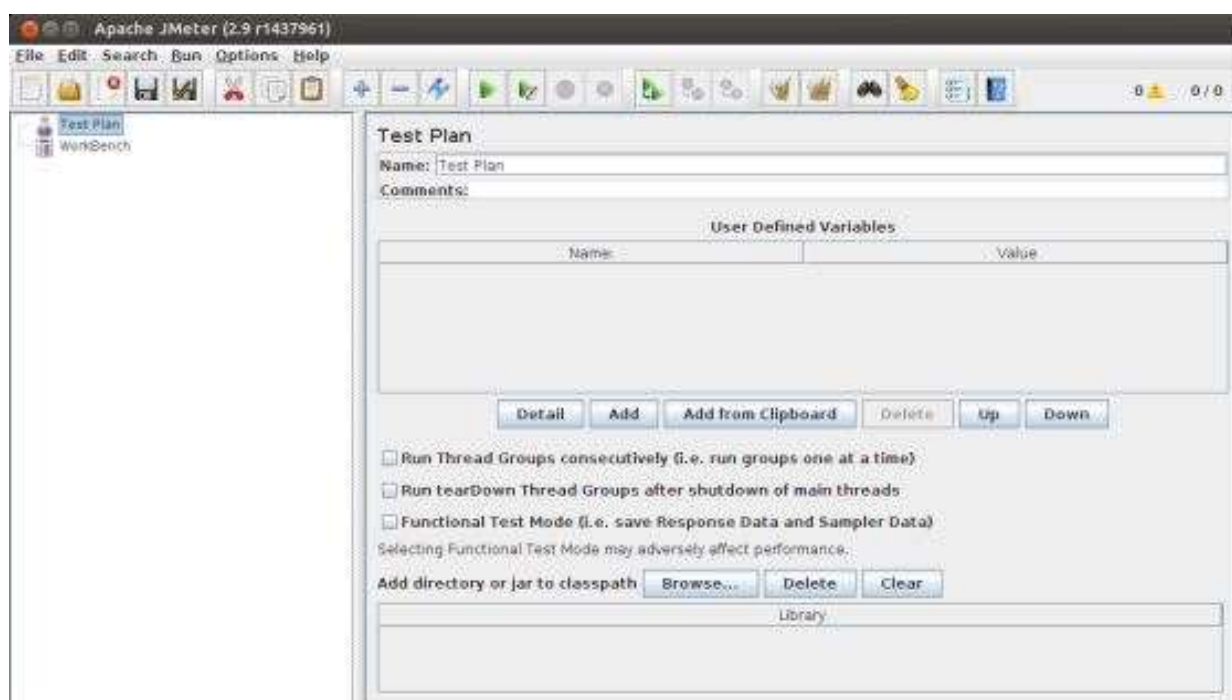 Apache JMeter (2.9 r1437961)
File Edit Search Run Options Help
0 0 / 0
Test Plan
WorkBench
Test Plan
Name: Test Plan
Comments:
User Defined Variables
Name: Value
Detail Add Add from Clipboard Delete Up Down
Run Thread Groups consecutively (i.e. run groups one at a time)
Run tearDown Thread Groups after shutdown of main threads
Functional Test Mode (i.e. save Response Data and Sampler Data)
Selecting Functional Test Mode may adversely affect performance.
Add directory or jar to classpath Browse... Delete Clear
Library